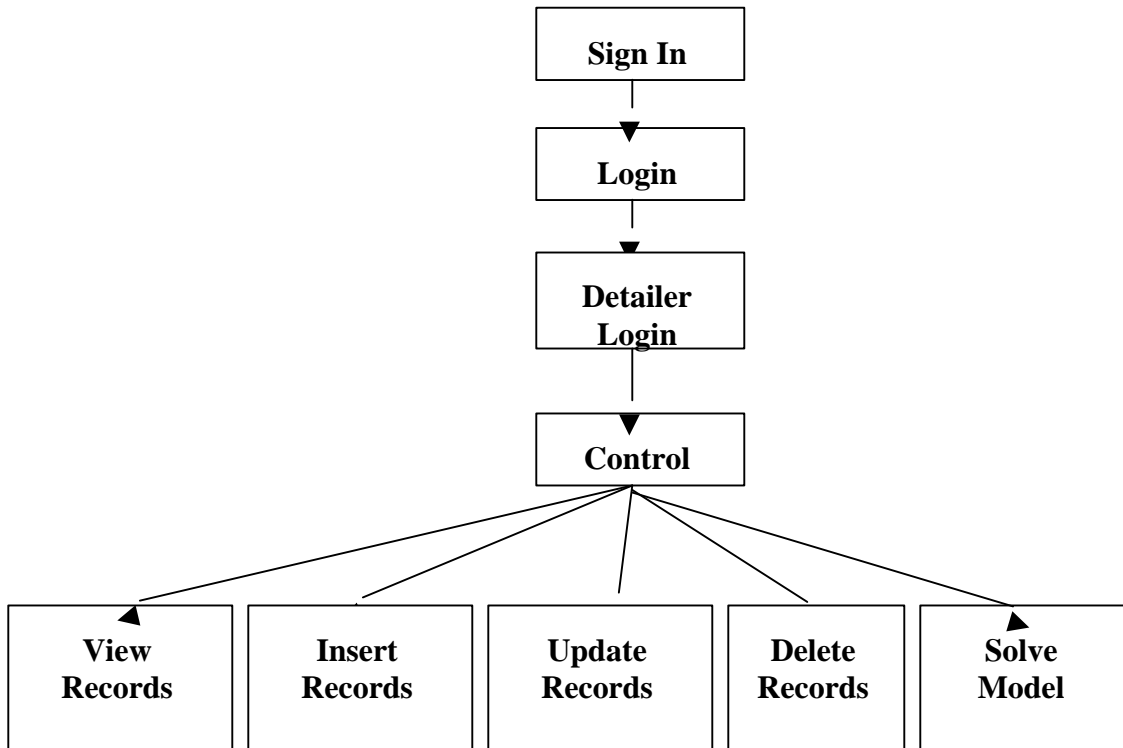 Sign In
Login
Detailer
Login
Control
View
Records
Insert
Records
Update
Records
Delete
Records
Solve
Model